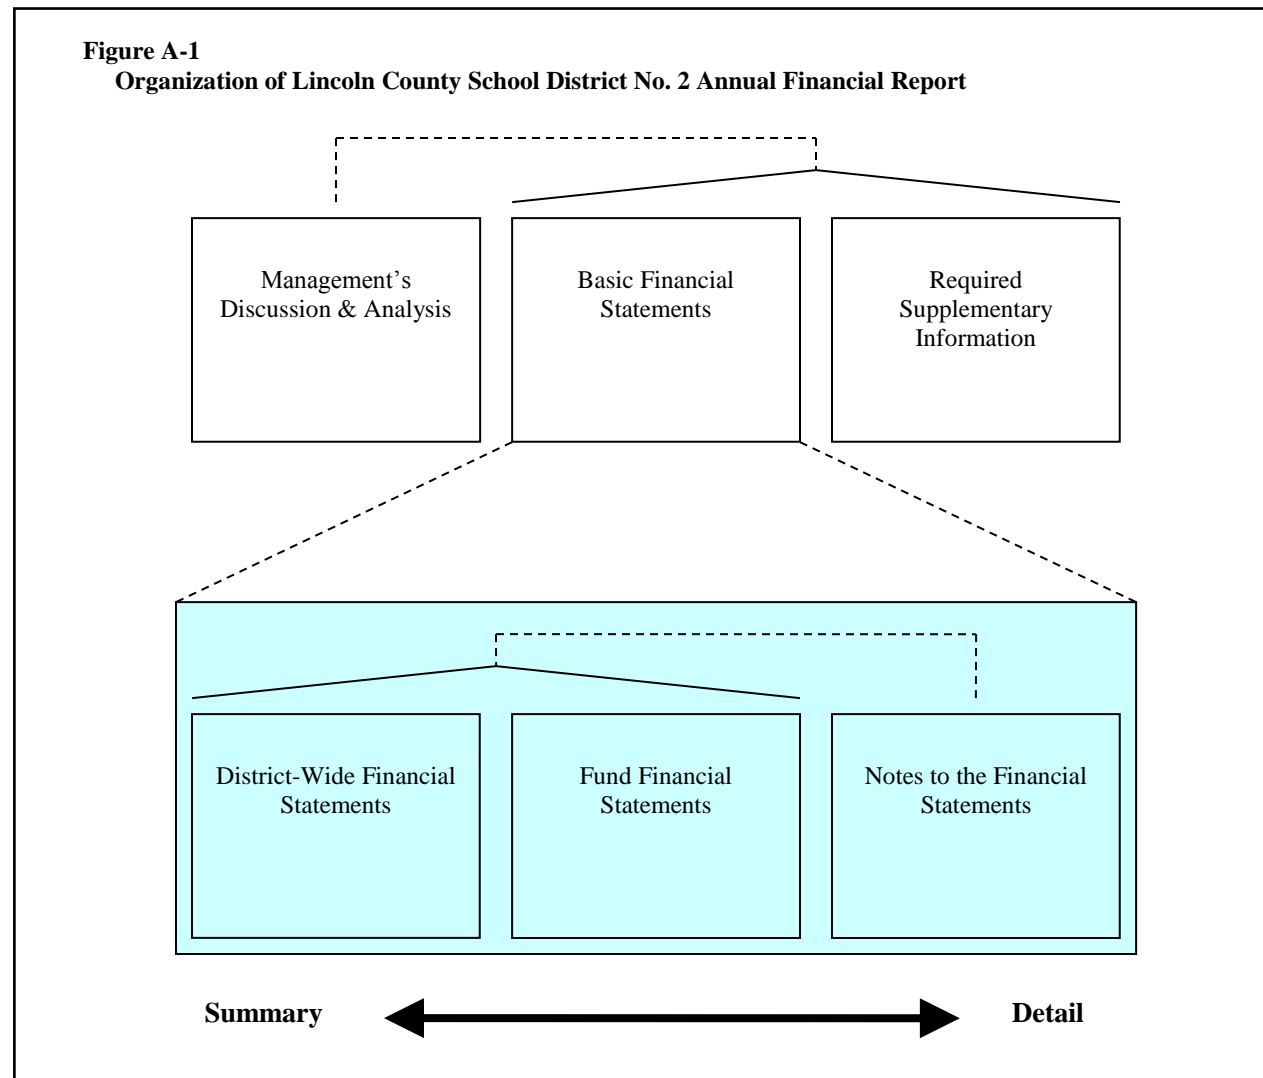 Figure A-1
Organization of Lincoln County School District No. 2 Annual Financial Report
Management’s
Discussion & Analysis
Basic Financial
Statements
Required
Supplementary
Information
District-Wide Financial
Statements
Fund Financial
Statements
Notes to the Financial
Statements
Summary
Detail